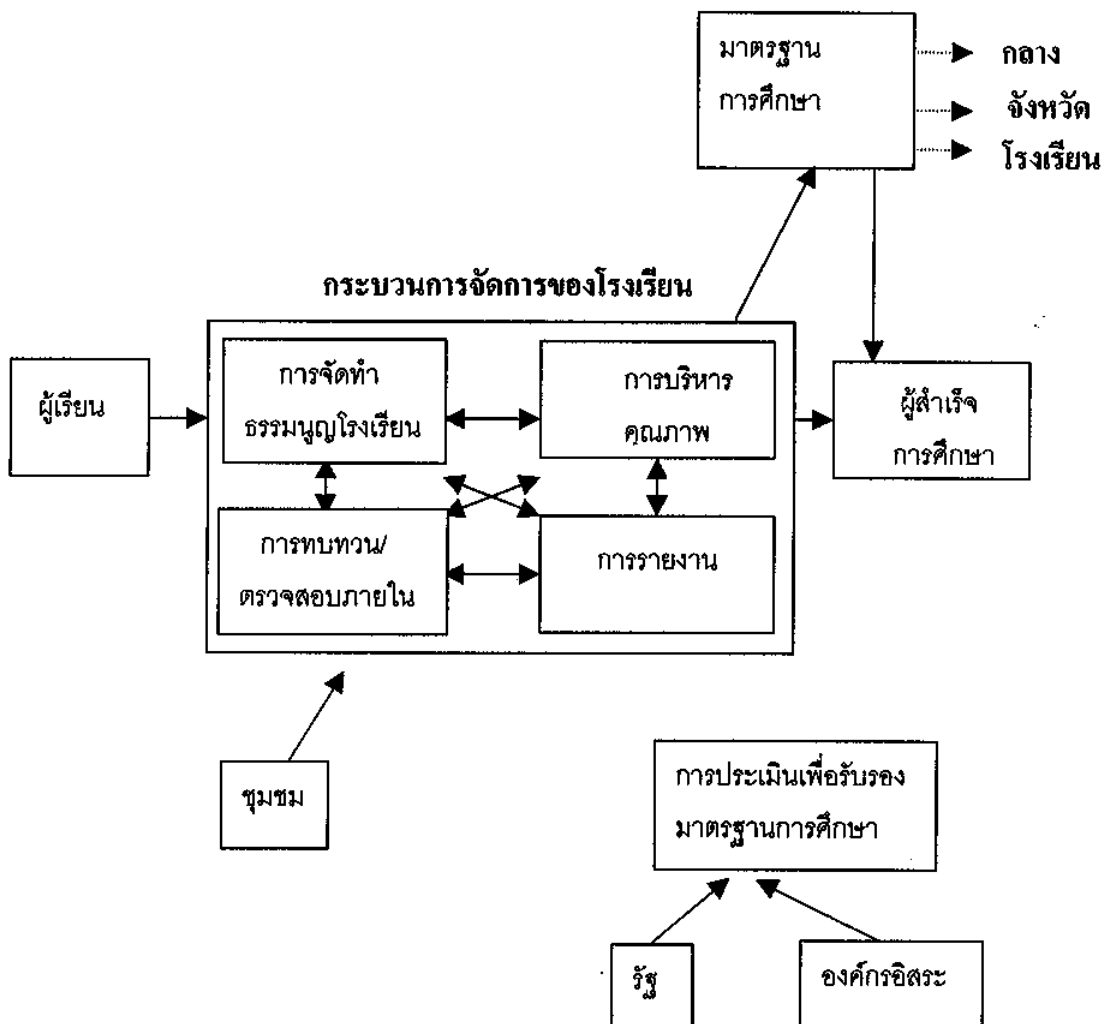 มาตรฐาน
การศึกษา
กลาง
จังหวัด
โรงเรียน
กระบวนการจัดการของโรงเรียน
ผู้เรียน
การจัดทำ
ธรรมนูญโรงเรียน
การบริหาร
คุณภาพ
ผู้สำเร็จ
การศึกษา
การทบทวน/
ตรวจสอบภายใน
การรายงาน
ชุมชม
การประเมินเพื่อรับรอง
มาตรฐานการศึกษา
รัฐ
องค์กรอิสระ